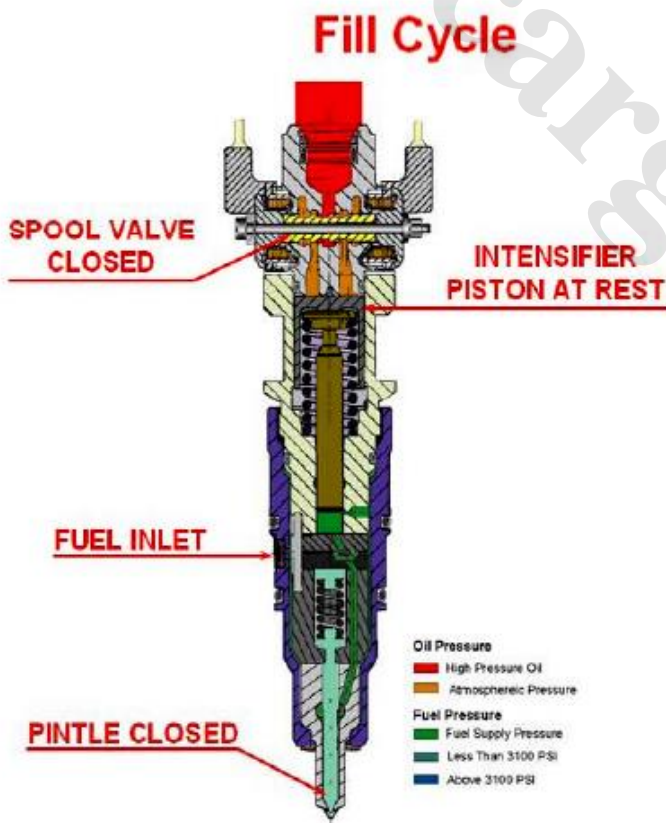 Fill Cycle
SPOOL VALVE
CLOSED
INTENSIFIER
PISTON AT REST
FUEL INLET
PINTLE CLOSED
Oil Pressure
High Pressure Oil
Atmosphereic Pressure
Fuel Pressure
Fuel Supply Pressure
Less Than 3100 PSI
Above 3100 PSI